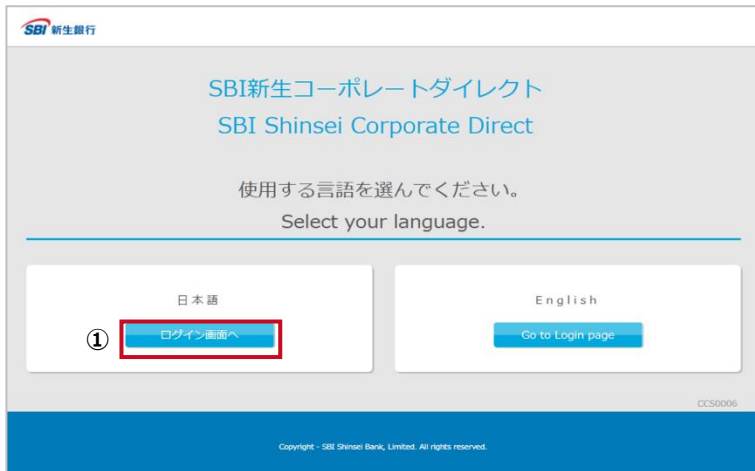 SBI 新生銀行
SBI新生コーポレートダイレクト
SBI Shinsei Corporate Direct
使用する言語を選んでください。
Select your language.
日本語
① ログイン画面へ
English
Go to Login page
CCS0006
Copyright - SBI Shinsei Bank, Limited. All rights reserved.